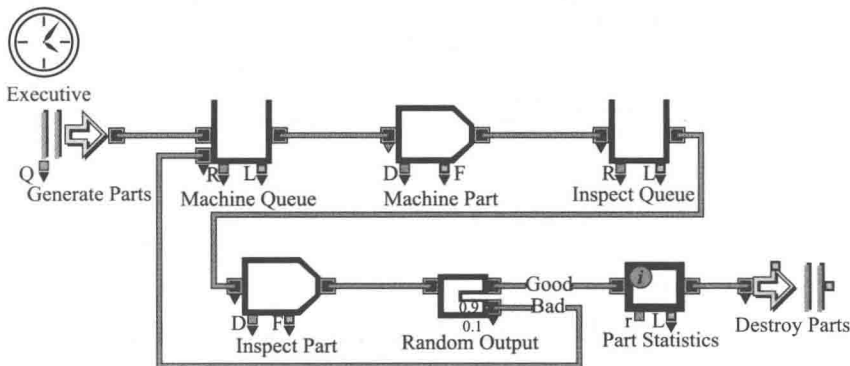 Executive
Q
Generate Parts
R L
Machine Queue
D F
Machine Part
R L
Inspect Queue
D F
Inspect Part
0.9
0.1
Good
Bad
Random Output
i
r L
Part Statistics
Destroy Parts